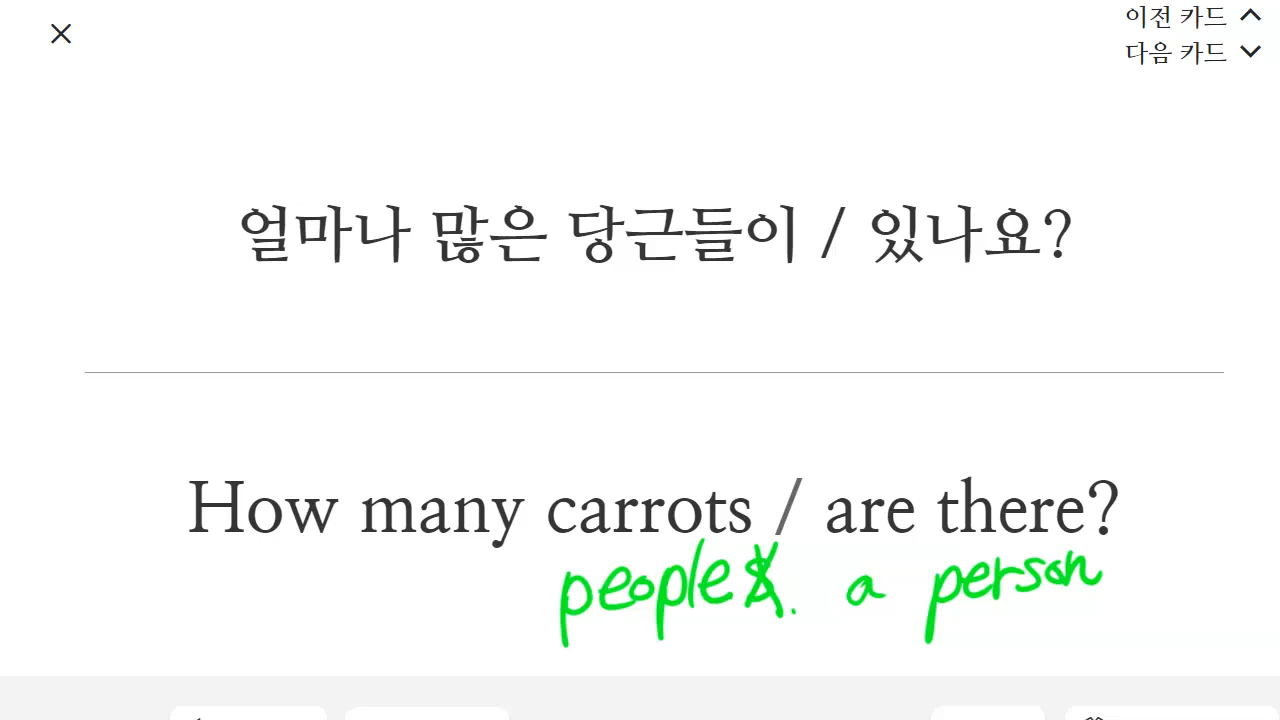 이전 카드
다음 카드
얼마나 많은 당근들이 / 있나요?
How many carrots / are there?
people. a person